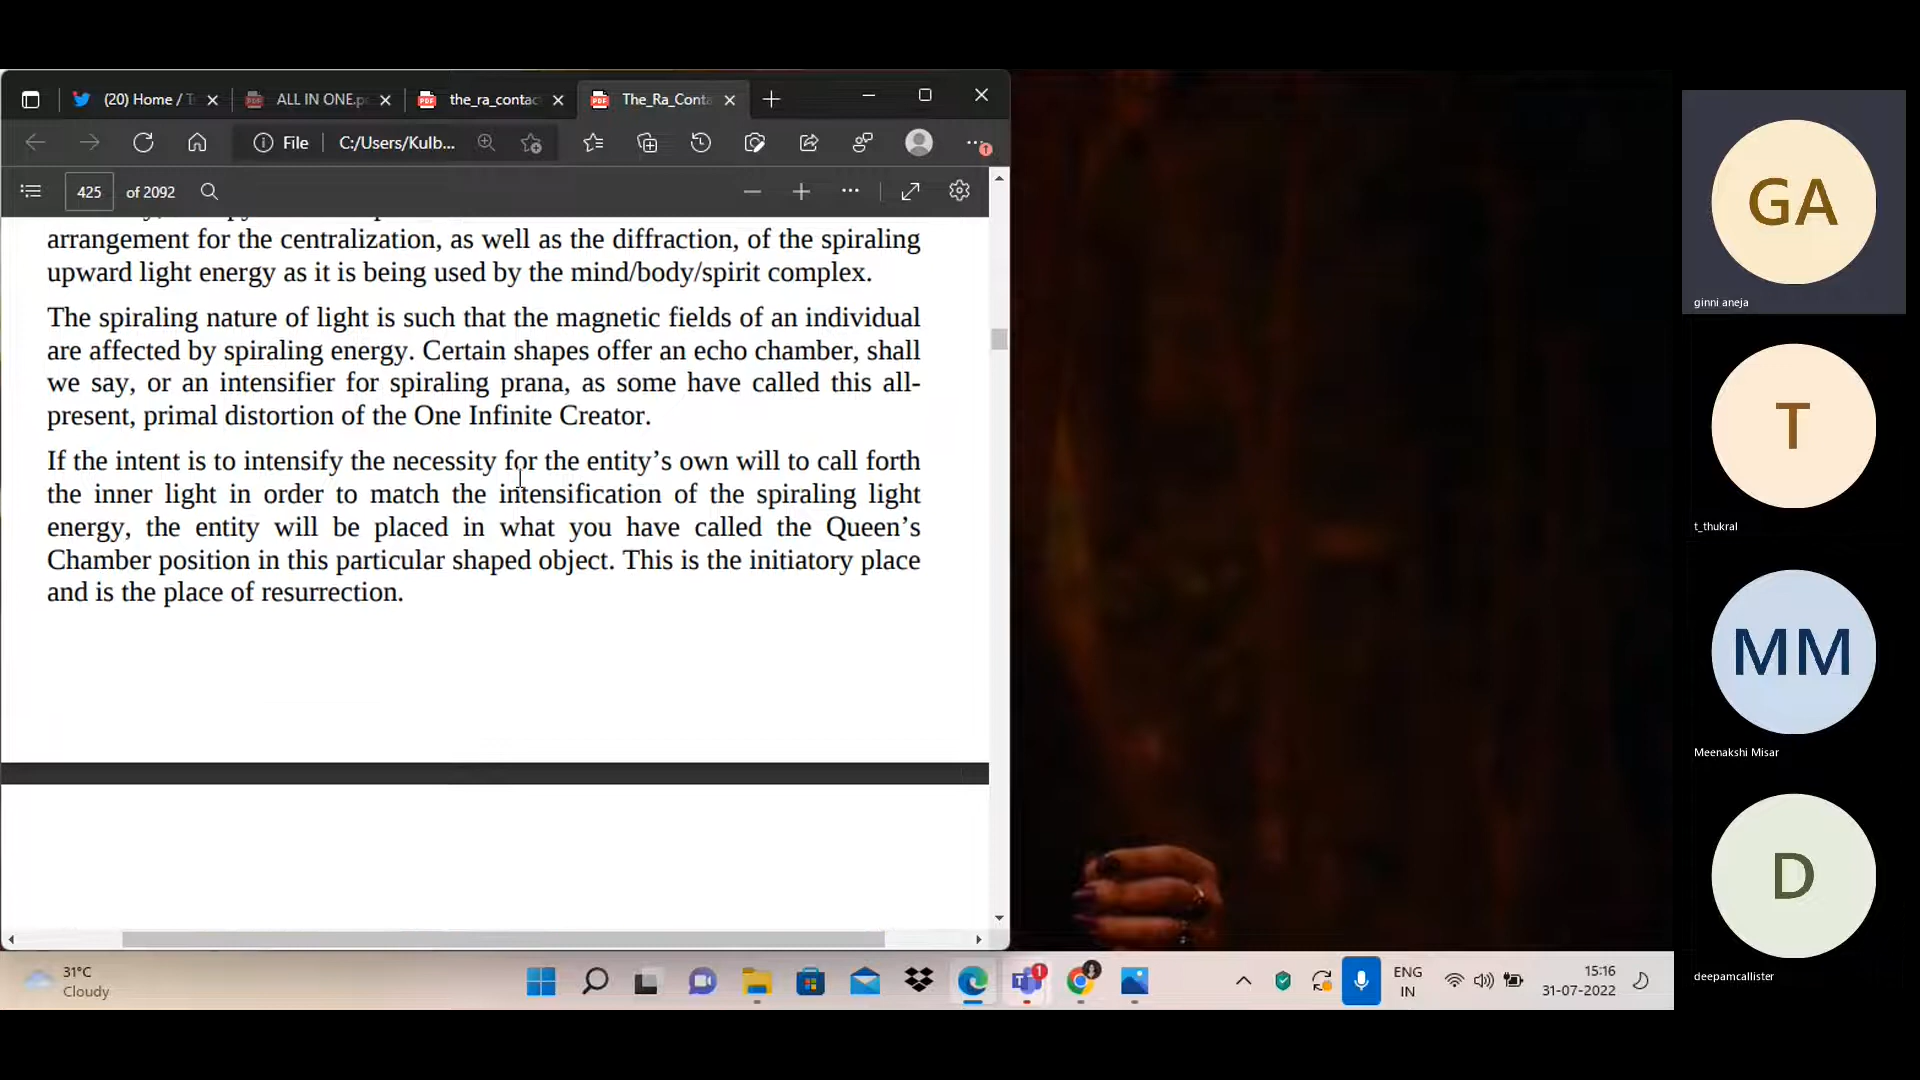 (20) Home / T
ALL IN ONE.p
the_ra_contac
The_Ra_Conta
File
C:/Users/Kulb...
425
of 2092
arrangement for the centralization, as well as the diffraction, of the spiraling
upward light energy as it is being used by the mind/body/spirit complex.
The spiraling nature of light is such that the magnetic fields of an individual
are affected by spiraling energy. Certain shapes offer an echo chamber, shall
we say, or an intensifier for spiraling prana, as some have called this all-
present, primal distortion of the One Infinite Creator.
If the intent is to intensify the necessity for the entity’s own will to call forth
the inner light in order to match the intensification of the spiraling light
energy, the entity will be placed in what you have called the Queen’s
Chamber position in this particular shaped object. This is the initiatory place
and is the place of resurrection.
GA
ginni aneja
T
t_thukral
MM
Meenakshi Misar
D
deepamcallister
31°C
Cloudy
1
ENG
IN
15:16
31-07-2022